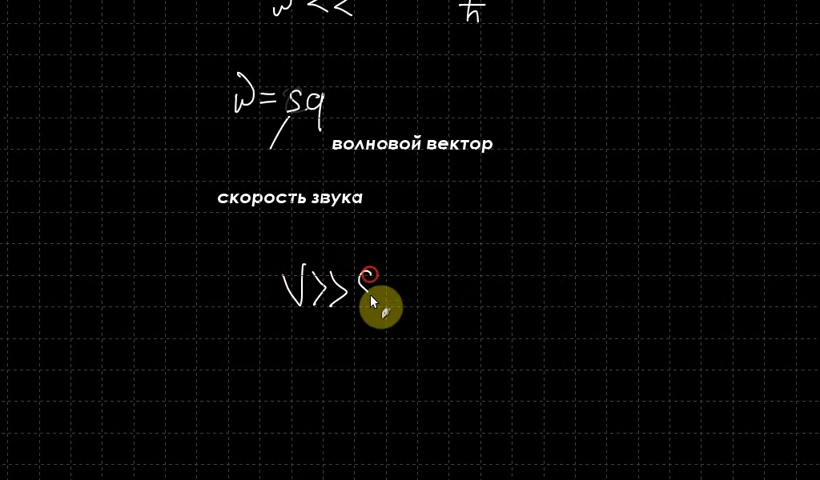 ω <<
ħ
ω = sq
волновой вектор
скорость звука
V >> s